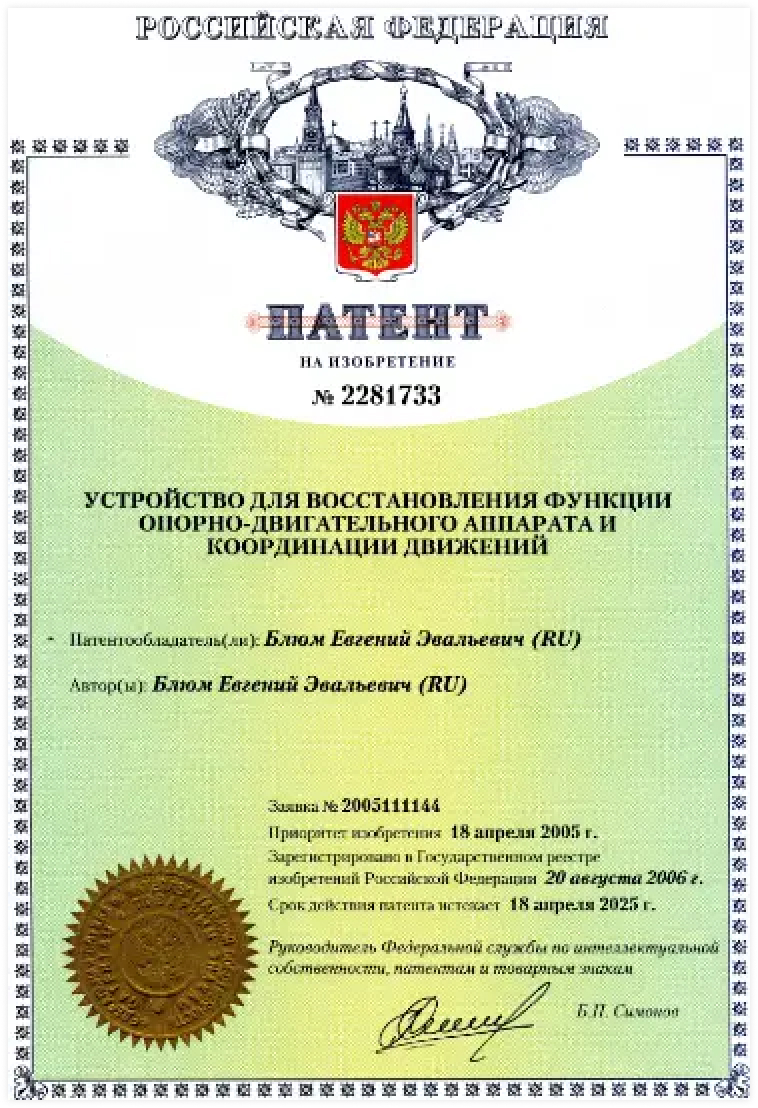 РОССИЙСКАЯ ФЕДЕРАЦИЯ
ПАТЕНТ
НА ИЗОБРЕТЕНИЕ
№ 2281733
УСТРОЙСТВО ДЛЯ ВОССТАНОВЛЕНИЯ ФУНКЦИИ
ОПОРНО-ДВИГАТЕЛЬНОГО АППАРАТА И
КООРДИНАЦИИ ДВИЖЕНИЙ
Патентообладатель(ли): Блюм Евгений Эвальевич (RU)
Автор(ы): Блюм Евгений Эвальевич (RU)
Заявка № 2005111144
Приоритет изобретения 18 апреля 2005 г.
Зарегистрировано в Государственном реестре
изобретений Российской Федерации 20 августа 2006 г.
Срок действия патента истекает 18 апреля 2025 г.
Руководитель Федеральной службы по интеллектуальной
собственности, патентам и товарным знакам
Б.П. Симонов